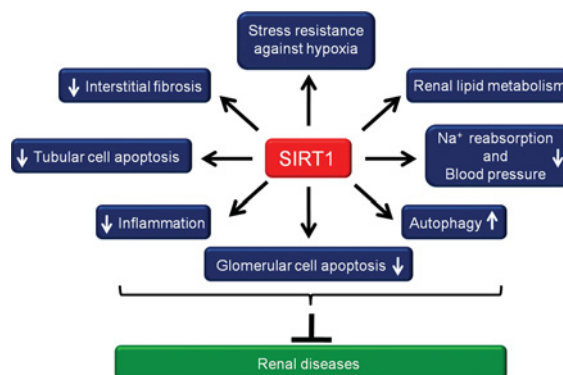 Stress resistance
against hypoxia
↓ Interstitial fibrosis
Renal lipid metabolism
↓ Tubular cell apoptosis
SIRT1
Na⁺ reabsorption
and
Blood pressure ↓
↓ Inflammation
Autophagy ↑
Glomerular cell apoptosis ↓
Renal diseases